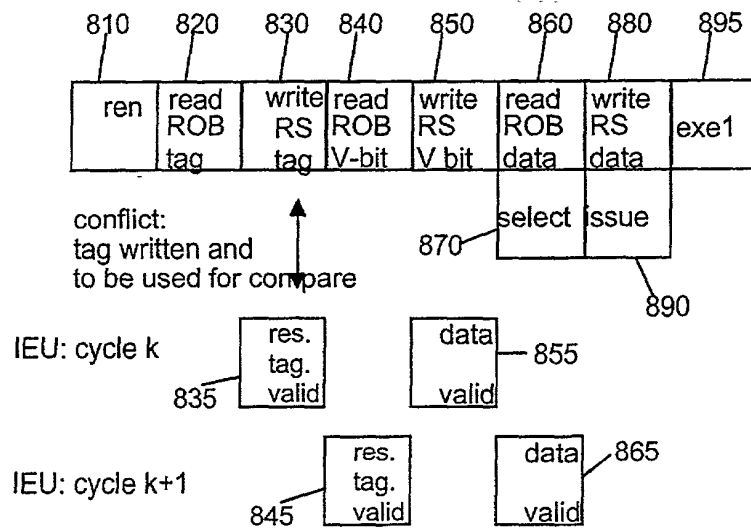 810 820 830 840 850 860 880 895
ren read write read write read write exe1
ROB RS ROB RS ROB RS
tag tag V-bit V bit data data
conflict:
tag written and
to be used for compare
870 select issue
890
IEU: cycle k
res. data
tag.
valid valid
835 855
IEU: cycle k+1
res. data
tag.
valid valid
845 865